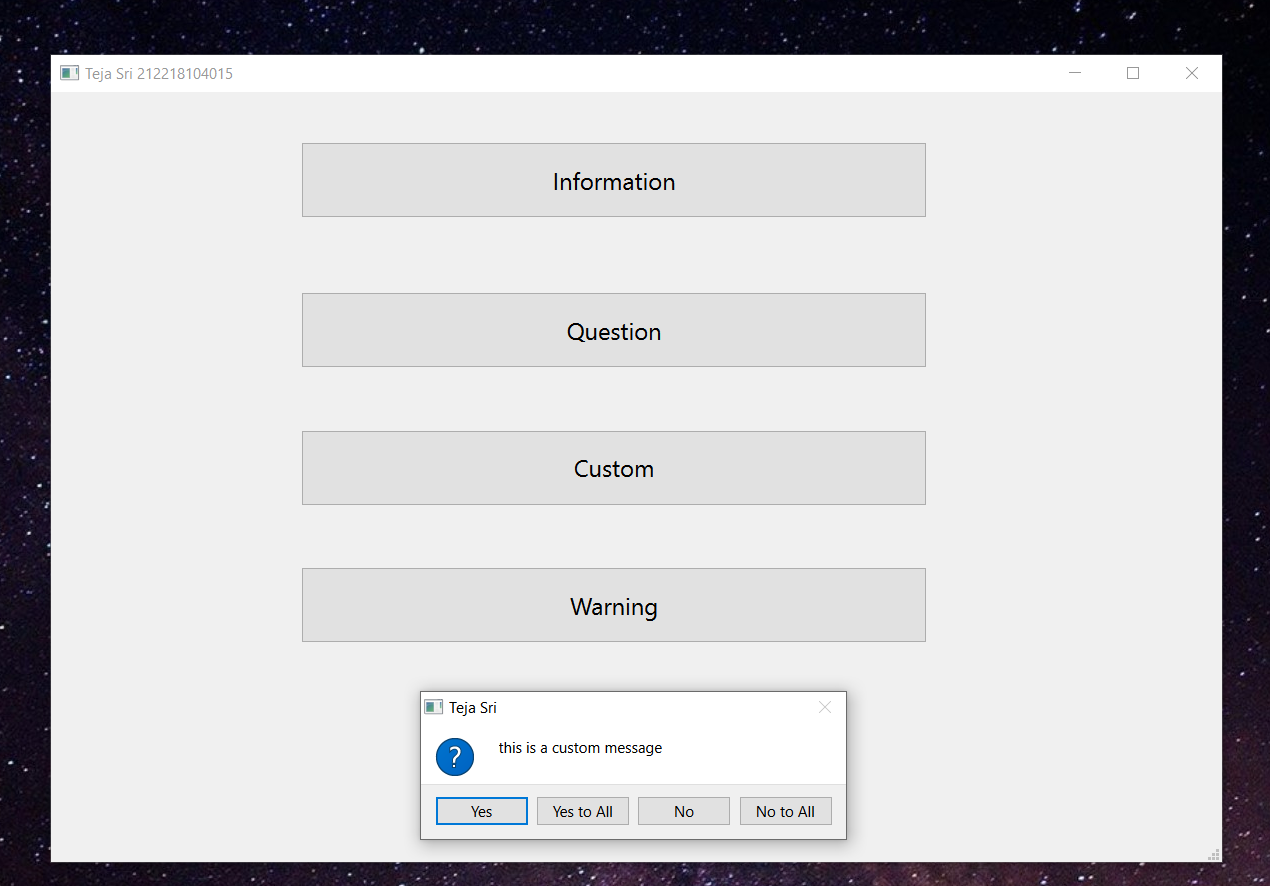 Teja Sri 212218104015
Information
Question
Custom
Warning
Teja Sri
?
this is a custom message
Yes
Yes to All
No
No to All